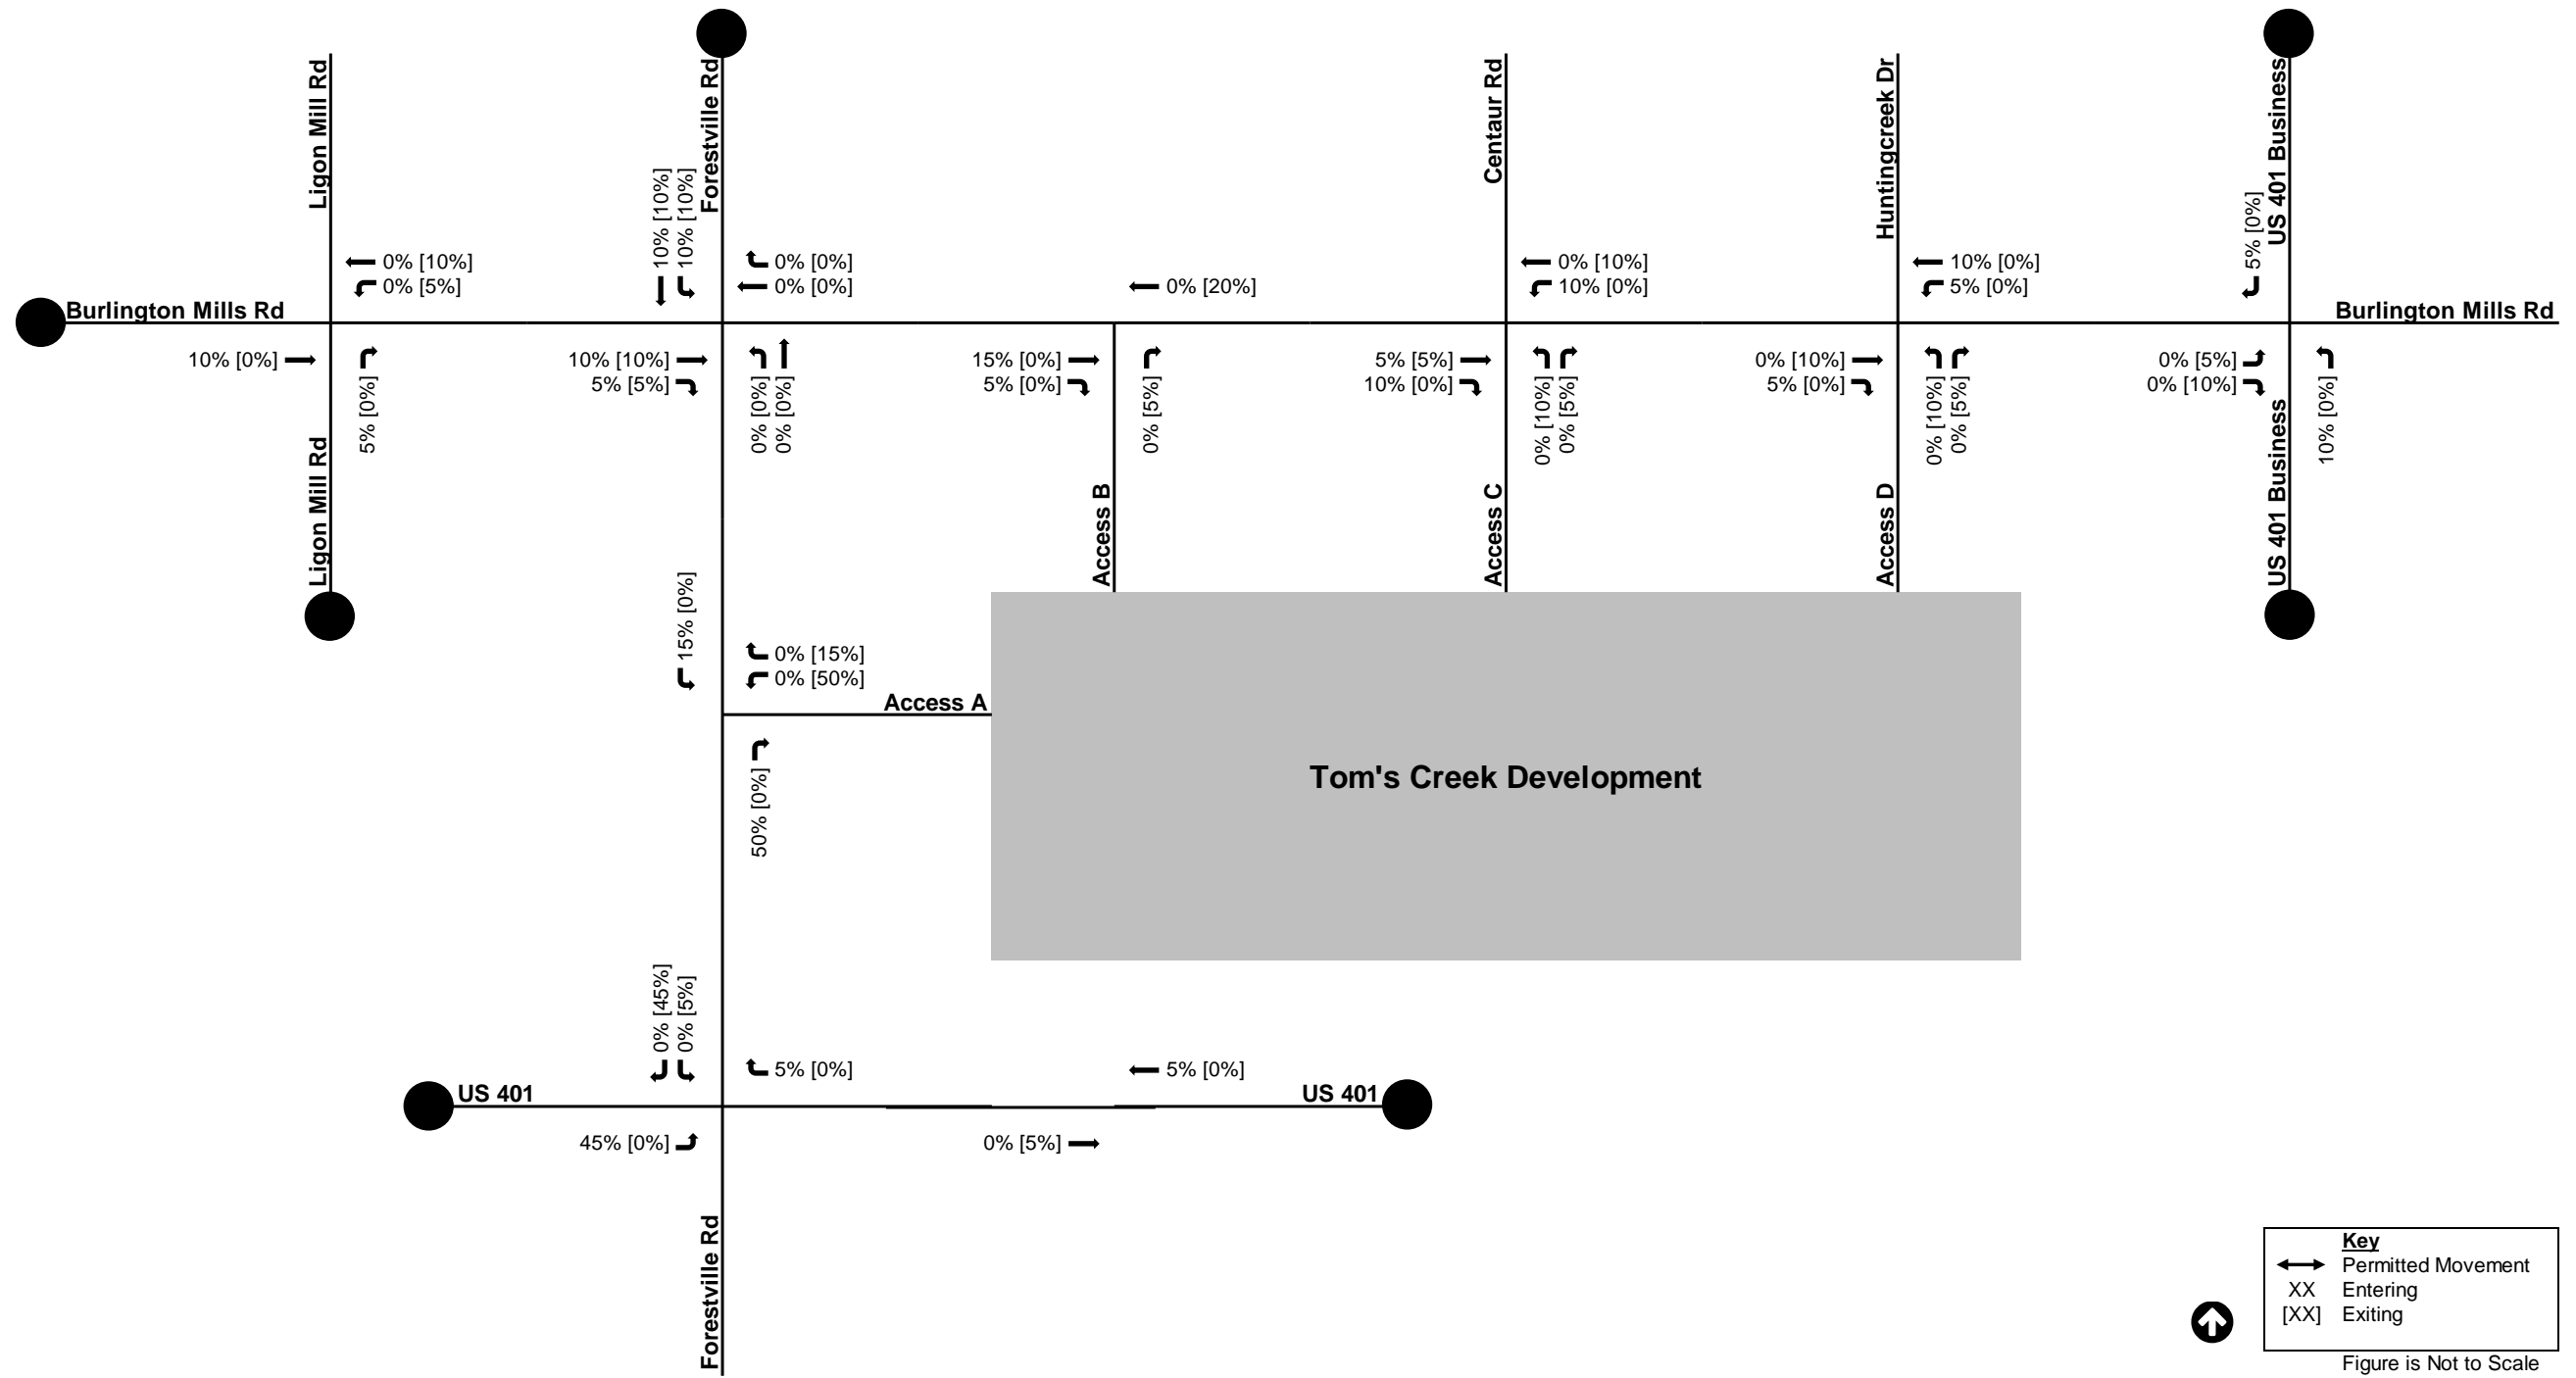 Ligon Mill Rd
Forestville Rd
Centaur Rd
Huntingcreek Dr
US 401 Business
10% [10%]
10% [10%]
5% [0%]
0% [10%]
0% [5%]
0% [0%]
0% [0%]
0% [20%]
0% [10%]
10% [0%]
10% [0%]
5% [0%]
Burlington Mills Rd
Burlington Mills Rd
10% [0%]
5% [0%]
10% [10%]
5% [5%]
0% [0%]
0% [0%]
15% [0%]
5% [0%]
0% [5%]
5% [5%]
10% [0%]
0% [10%]
0% [5%]
0% [10%]
5% [0%]
0% [10%]
0% [5%]
0% [5%]
0% [10%]
10% [0%]
Ligon Mill Rd
Access B
Access C
Access D
US 401 Business
15% [0%]
0% [15%]
0% [50%]
Access A
50% [0%]
Tom's Creek Development
0% [45%]
0% [5%]
5% [0%]
5% [0%]
US 401
US 401
45% [0%]
0% [5%]
Forestville Rd
Key
Permitted Movement
XX Entering
[XX] Exiting
Figure is Not to Scale